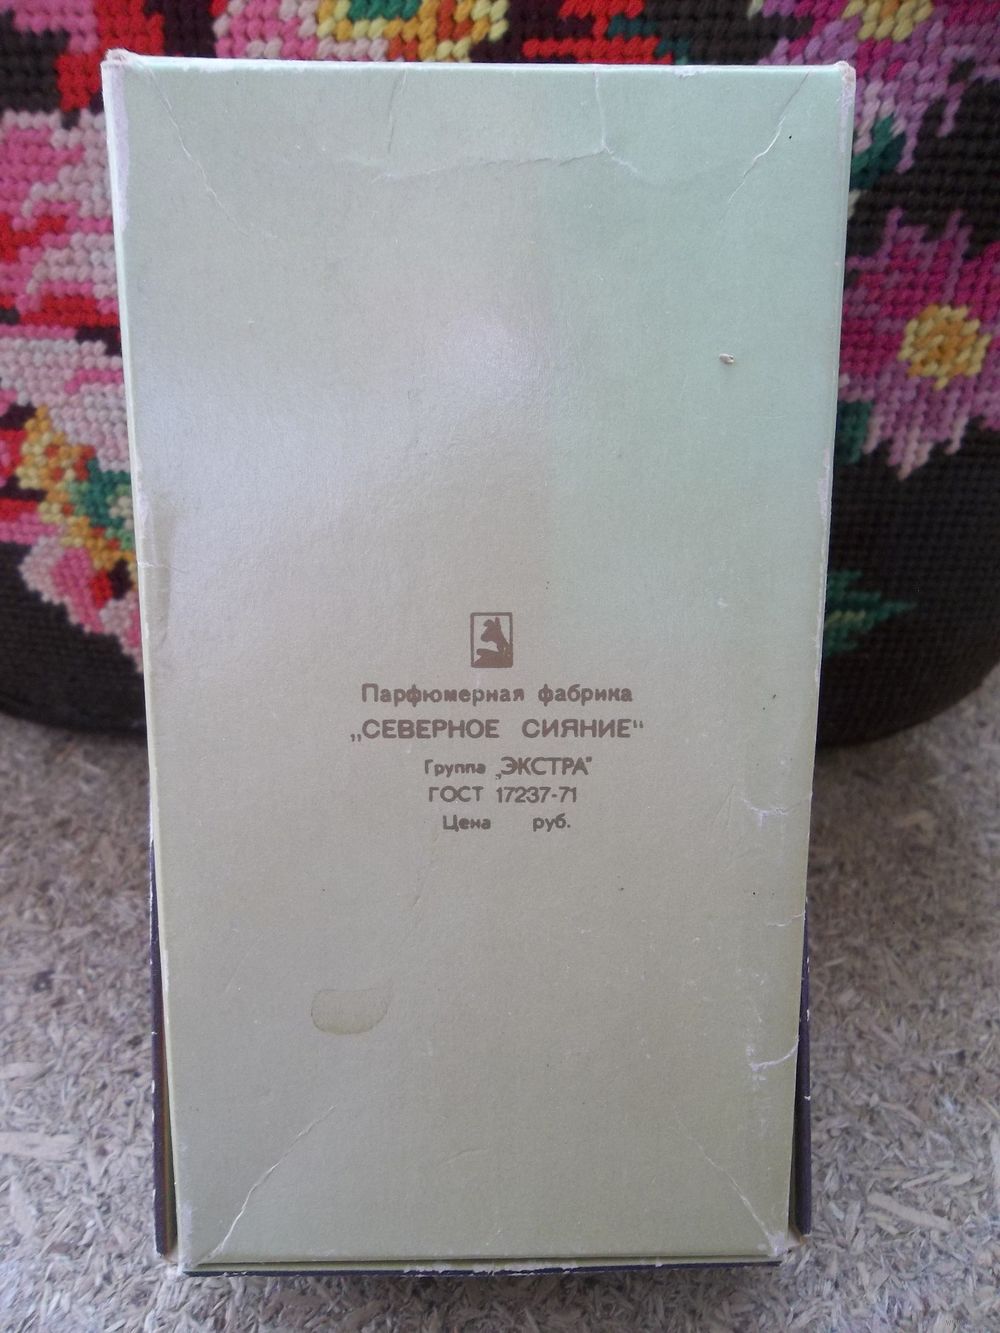 Парфюмерная фабрика
„СЕВЕРНОЕ СИЯНИЕ“
Группа „ЭКСТРА”
ГОСТ 17237-71
Цена руб.